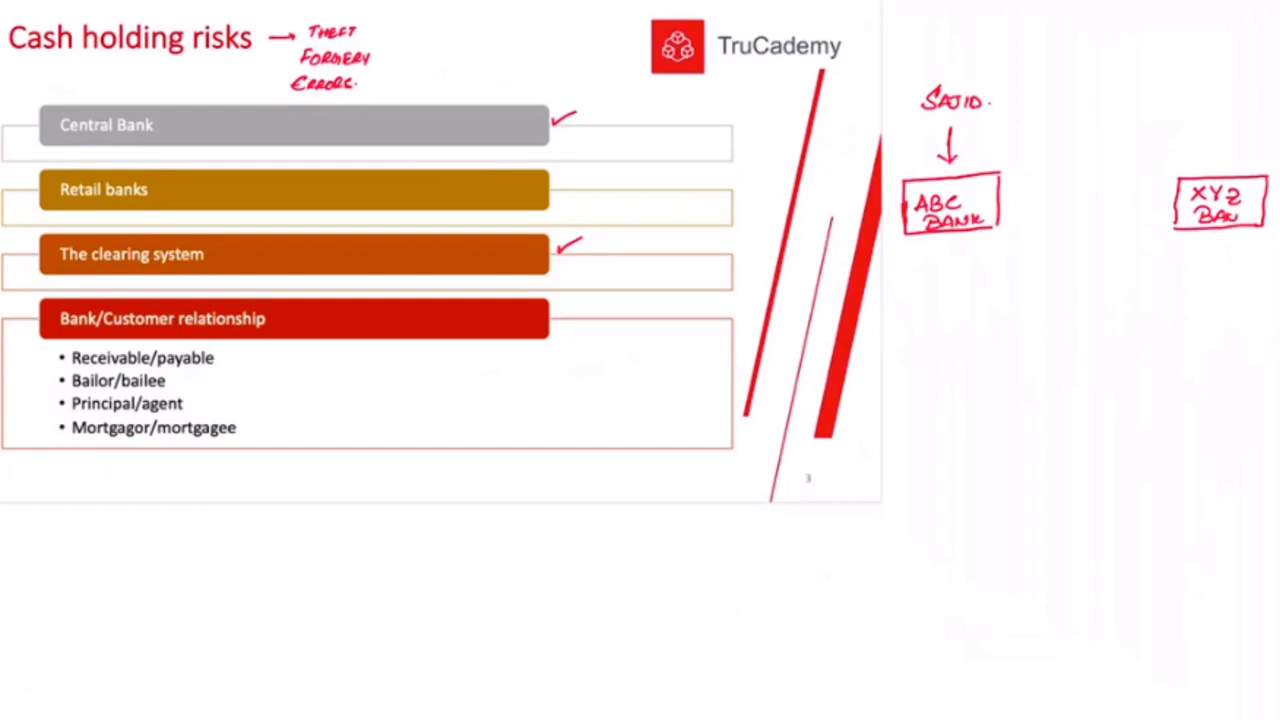 Cash holding risks → THEFT
FORGERY
ERRORS.
TruCademy
Central Bank
Retail banks
The clearing system
Bank/Customer relationship
• Receivable/payable
• Bailor/bailee
• Principal/agent
• Mortgagor/mortgagee
3
SAJID.
ABC
BANK
XYZ
BAN